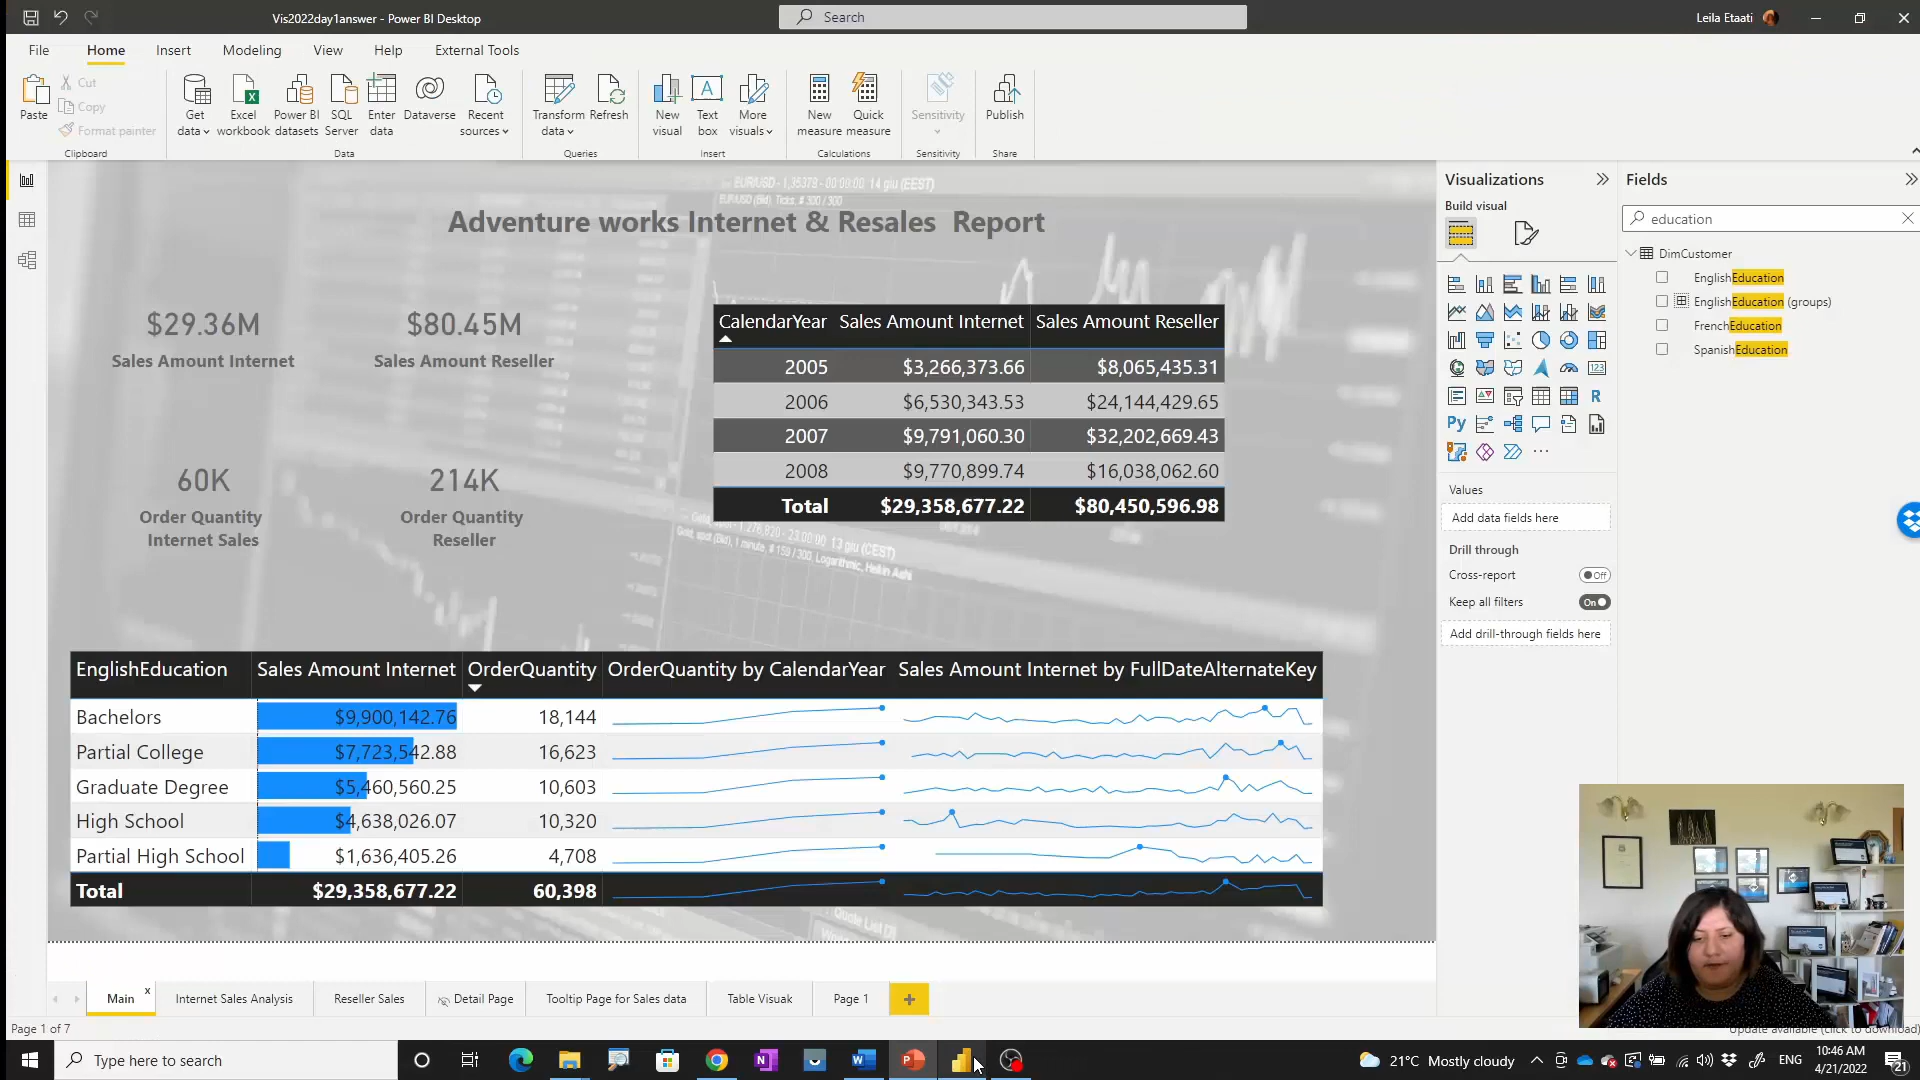 Vis2022day1answer - Power BI Desktop
Search
Leila Etaati
File Home Insert Modeling View Help External Tools
Paste
Cut
Copy
Format painter
Clipboard
Get data
Excel workbook
Power BI datasets
SQL Server
Enter data
Dataverse
Recent sources
Data
Transform data
Refresh
Queries
New visual
Text box
More visuals
Insert
New measure
Quick measure
Calculations
Sensitivity
Sensitivity
Publish
Share
Adventure works Internet & Resales Report
$29.36M
Sales Amount Internet
$80.45M
Sales Amount Reseller
60K
Order Quantity
Internet Sales
214K
Order Quantity
Reseller
CalendarYear Sales Amount Internet Sales Amount Reseller
2005 $3,266,373.66 $8,065,435.31
2006 $6,530,343.53 $24,144,429.65
2007 $9,791,060.30 $32,202,669.43
2008 $9,770,899.74 $16,038,062.60
Total $29,358,677.22 $80,450,596.98
EnglishEducation Sales Amount Internet OrderQuantity OrderQuantity by CalendarYear Sales Amount Internet by FullDateAlternateKey
Bachelors $9,900,142.76 18,144
Partial College $7,723,542.88 16,623
Graduate Degree $5,460,560.25 10,603
High School $4,638,026.07 10,320
Partial High School $1,636,405.26 4,708
Total $29,358,677.22 60,398
Visualizations
Build visual
123
R
Py
Values
Add data fields here
Drill through
Cross-report Off
Keep all filters On
Add drill-through fields here
Fields
education
DimCustomer
EnglishEducation
EnglishEducation (groups)
FrenchEducation
SpanishEducation
Main x Internet Sales Analysis Reseller Sales Detail Page Tooltip Page for Sales data Table Visuak Page 1 +
Page 1 of 7
Update available (click to download)
Type here to search
21°C Mostly cloudy
ENG
10:46 AM
4/21/2022
21